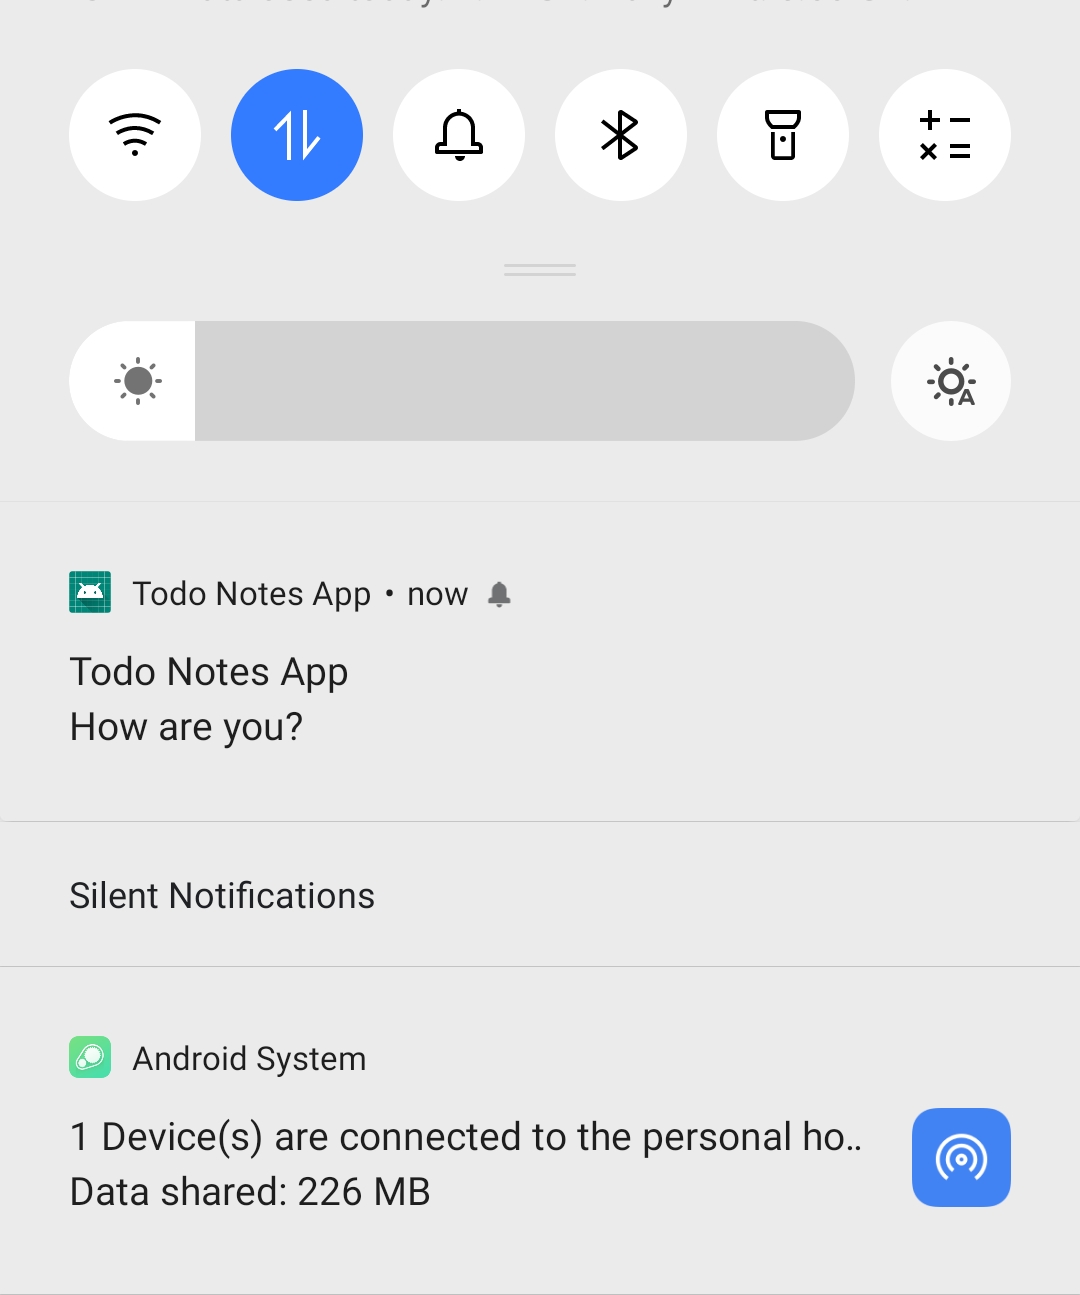 Todo Notes App • now
Todo Notes App
How are you?
Silent Notifications
Android System
1 Device(s) are connected to the personal ho..
Data shared: 226 MB